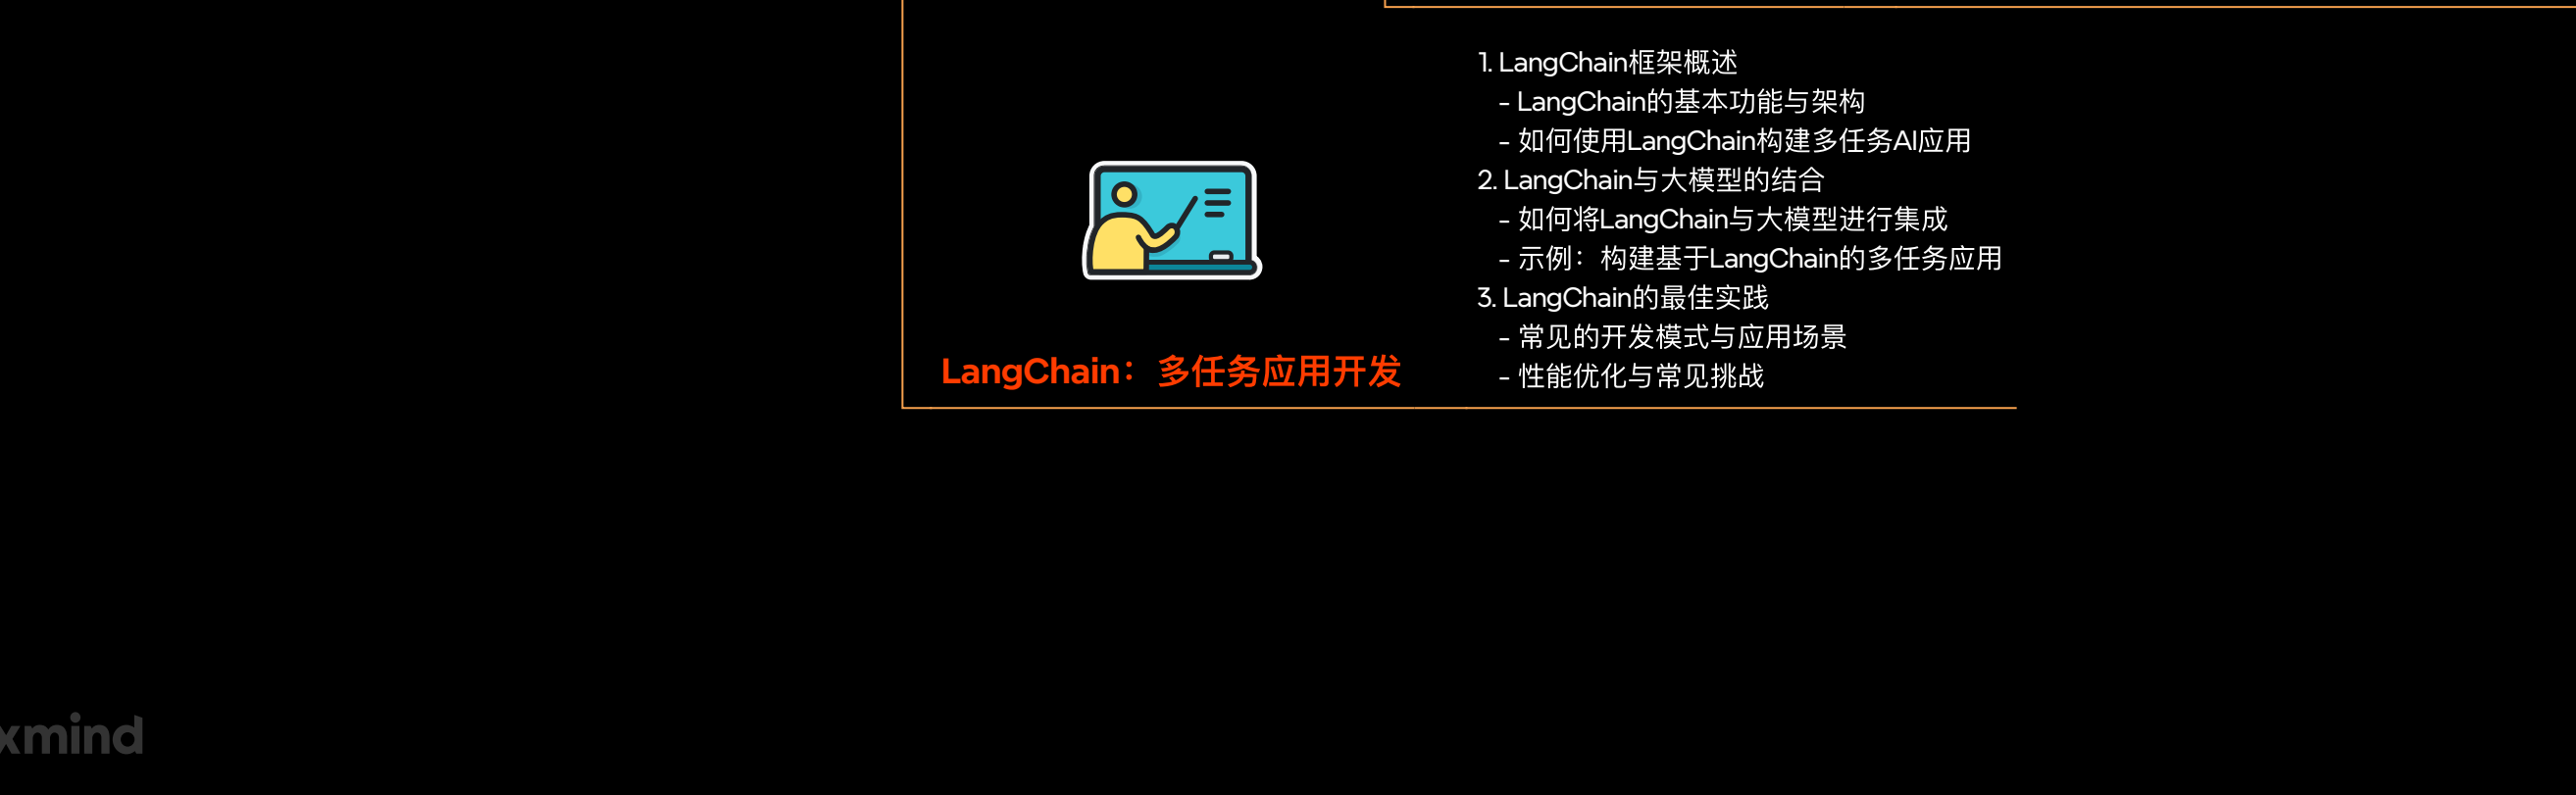 1. LangChain框架概述
- LangChain的基本功能与架构
- 如何使用LangChain构建多任务AI应用
2. LangChain与大模型的结合
- 如何将LangChain与大模型进行集成
- 示例：构建基于LangChain的多任务应用
3. LangChain的最佳实践
- 常见的开发模式与应用场景
- 性能优化与常见挑战
LangChain：多任务应用开发
xmind